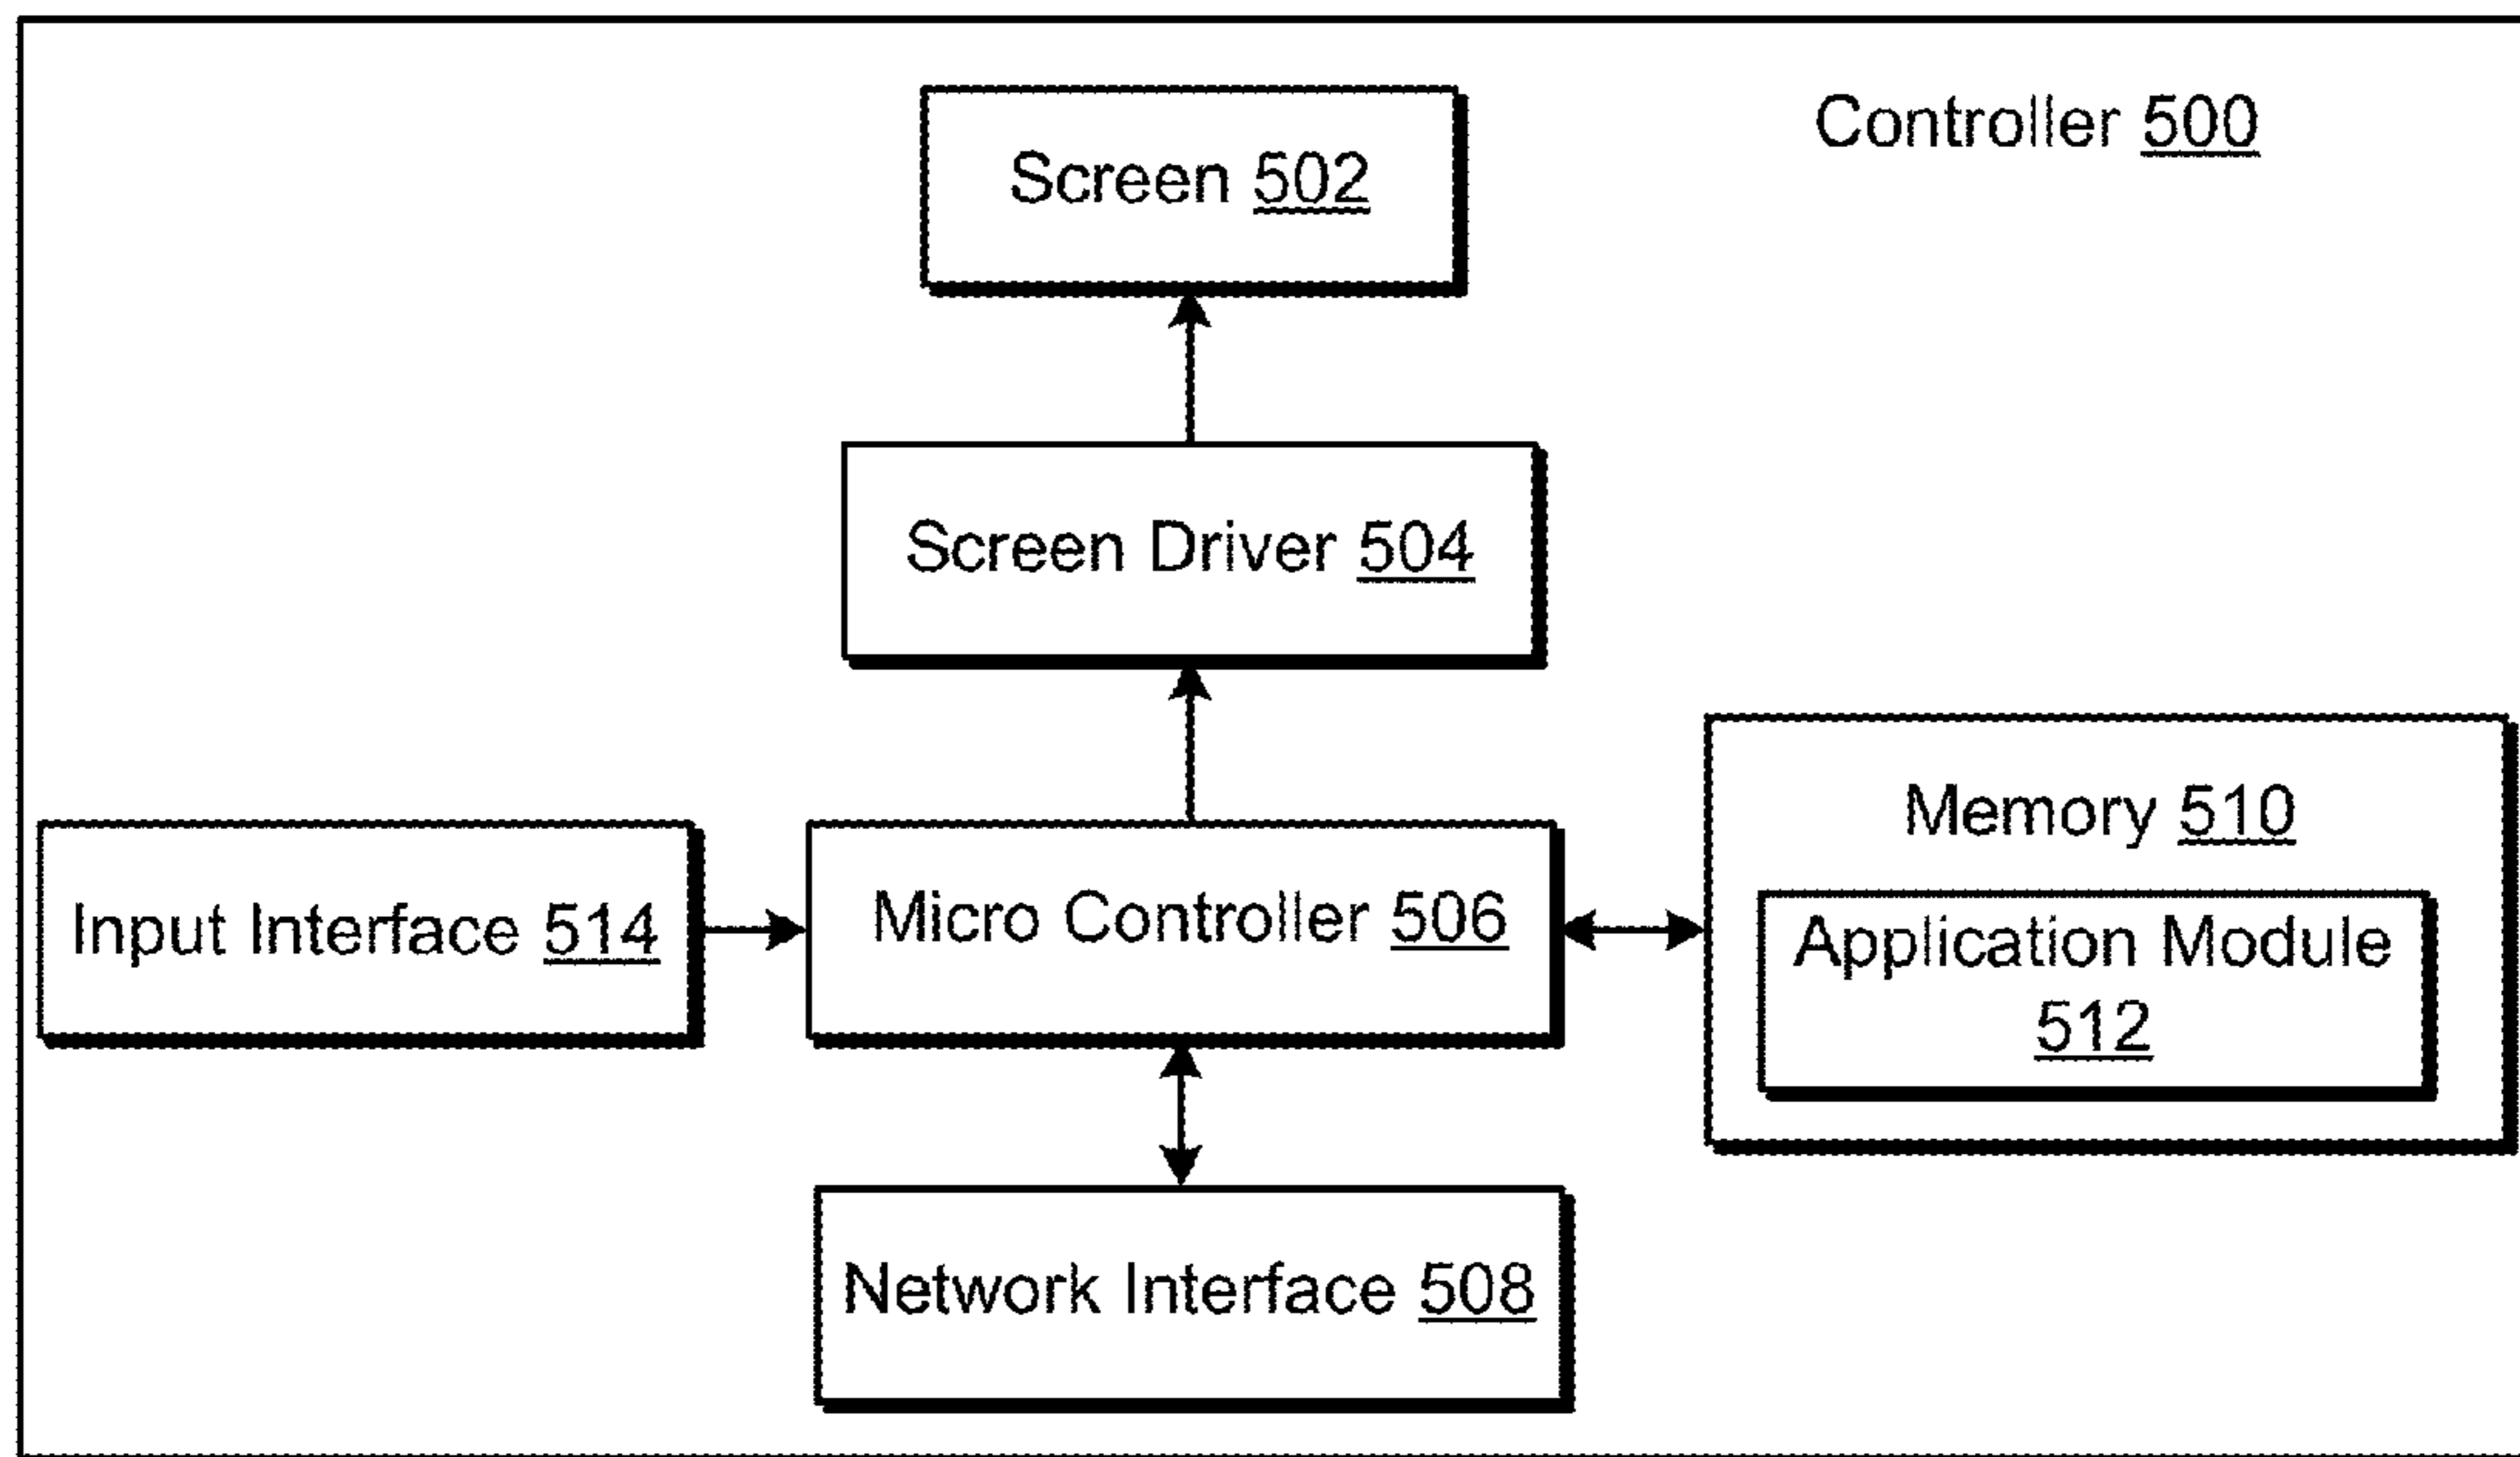 Controller 500
Screen 502
Screen Driver 504
Memory 510
Input Interface 514
Micro Controller 506
Application Module
512
Network Interface 508